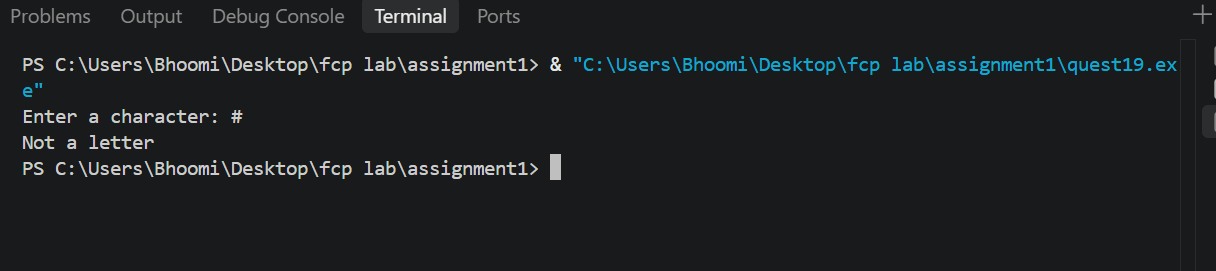 Problems Output Debug Console Terminal Ports
PS C:\Users\Bhoomi\Desktop\fcp lab\assignment1> & "C:\Users\Bhoomi\Desktop\fcp lab\assignment1\quest19.ex
e"
Enter a character: #
Not a letter
PS C:\Users\Bhoomi\Desktop\fcp lab\assignment1>